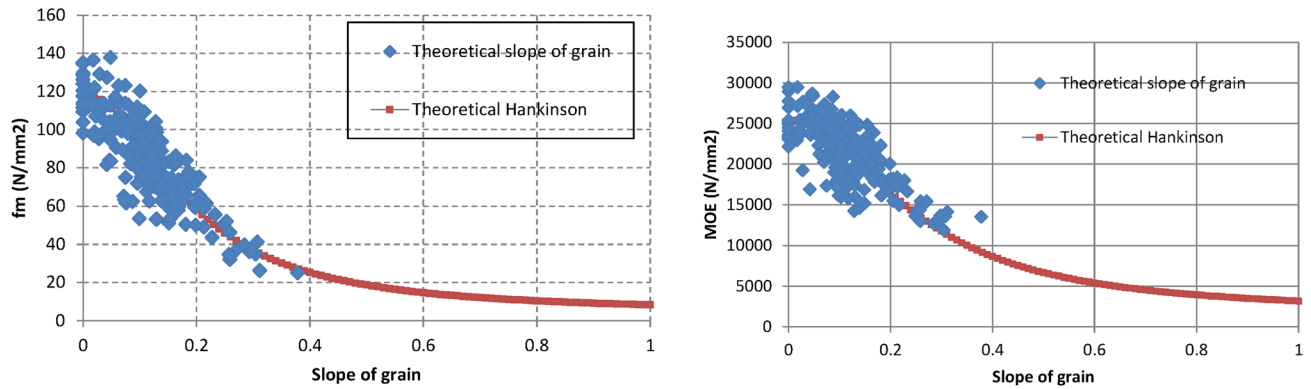 160
140
120
100
80
60
40
20
0
fm (N/mm2)
0 0.2 0.4 0.6 0.8 1
Slope of grain
Theoretical slope of grain
Theoretical Hankinson
35000
30000
25000
20000
15000
10000
5000
0
MOE (N/mm2)
0 0.2 0.4 0.6 0.8 1
Slope of grain
Theoretical slope of grain
Theoretical Hankinson